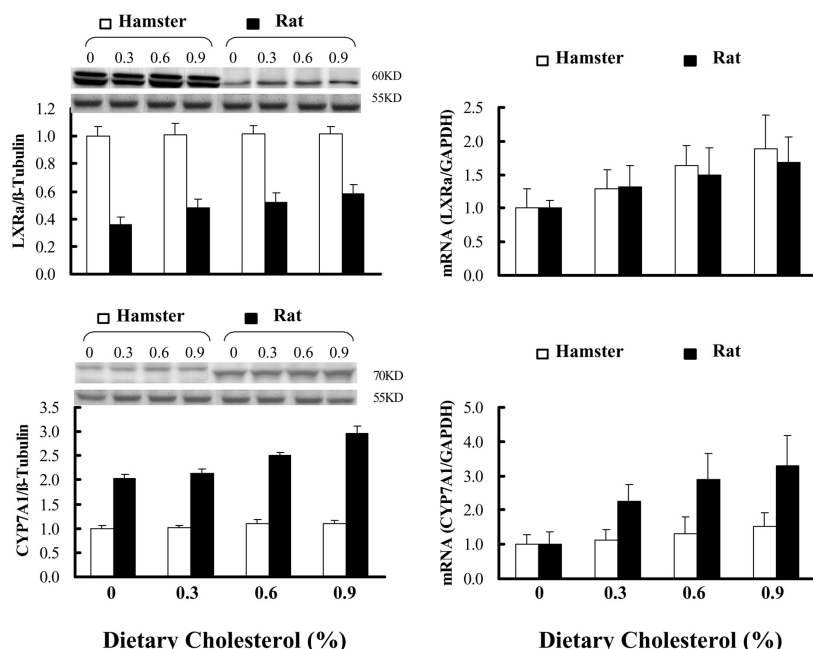 Hamster Rat
0 0.3 0.6 0.9 0 0.3 0.6 0.9
60KD
55KD
LXRa/ß-Tubulin
1.2
1.0
0.8
0.6
0.4
0.2
0.0
Hamster Rat
mRNA (LXRa/GAPDH)
2.5
2.0
1.5
1.0
0.5
0.0
Hamster Rat
0 0.3 0.6 0.9 0 0.3 0.6 0.9
70KD
55KD
CYP7A1/ß-Tubulin
3.5
3.0
2.5
2.0
1.5
1.0
0.5
0.0
0 0.3 0.6 0.9
Dietary Cholesterol (%)
Hamster Rat
mRNA (CYP7A1/GAPDH)
5.0
4.0
3.0
2.0
1.0
0.0
0 0.3 0.6 0.9
Dietary Cholesterol (%)